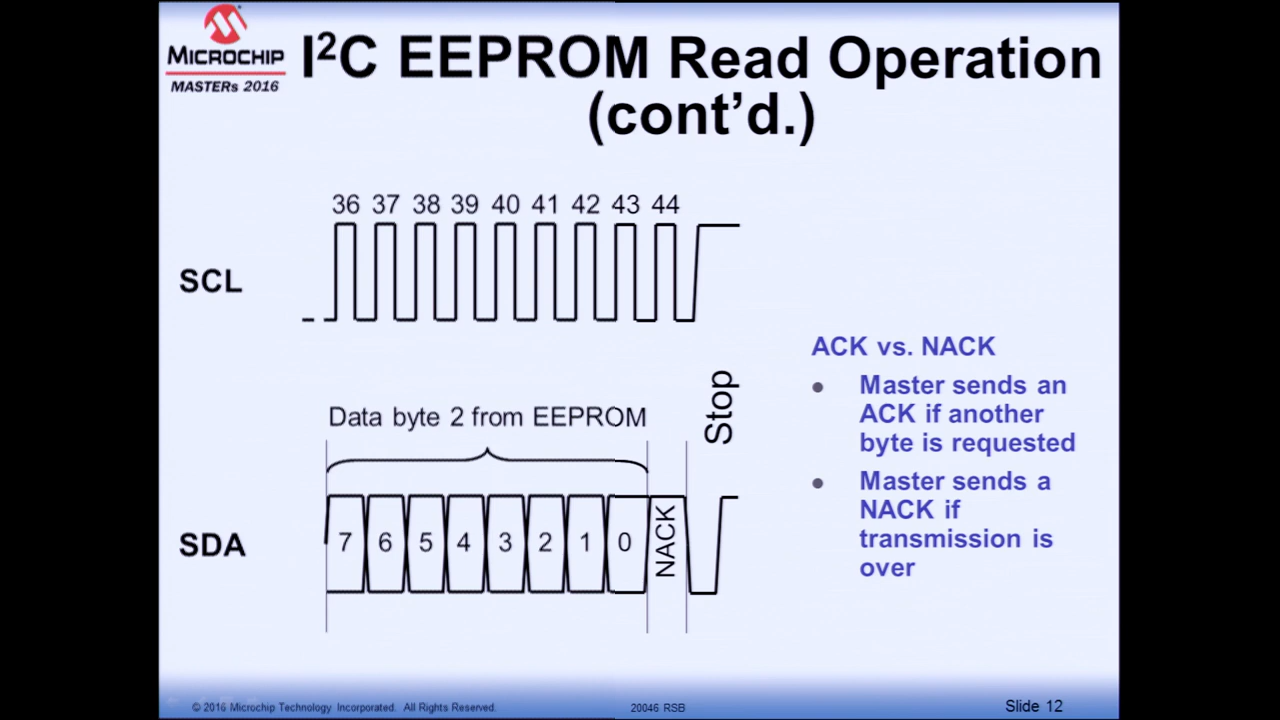 MICROCHIP
MASTERs 2016
I²C EEPROM Read Operation
(cont’d.)
36 37 38 39 40 41 42 43 44
SCL
Stop
Data byte 2 from EEPROM
SDA
7 6 5 4 3 2 1 0 NACK
ACK vs. NACK
● Master sends an
ACK if another
byte is requested
● Master sends a
NACK if
transmission is
over
© 2016 Microchip Technology Incorporated. All Rights Reserved.
20046 RSB
Slide 12